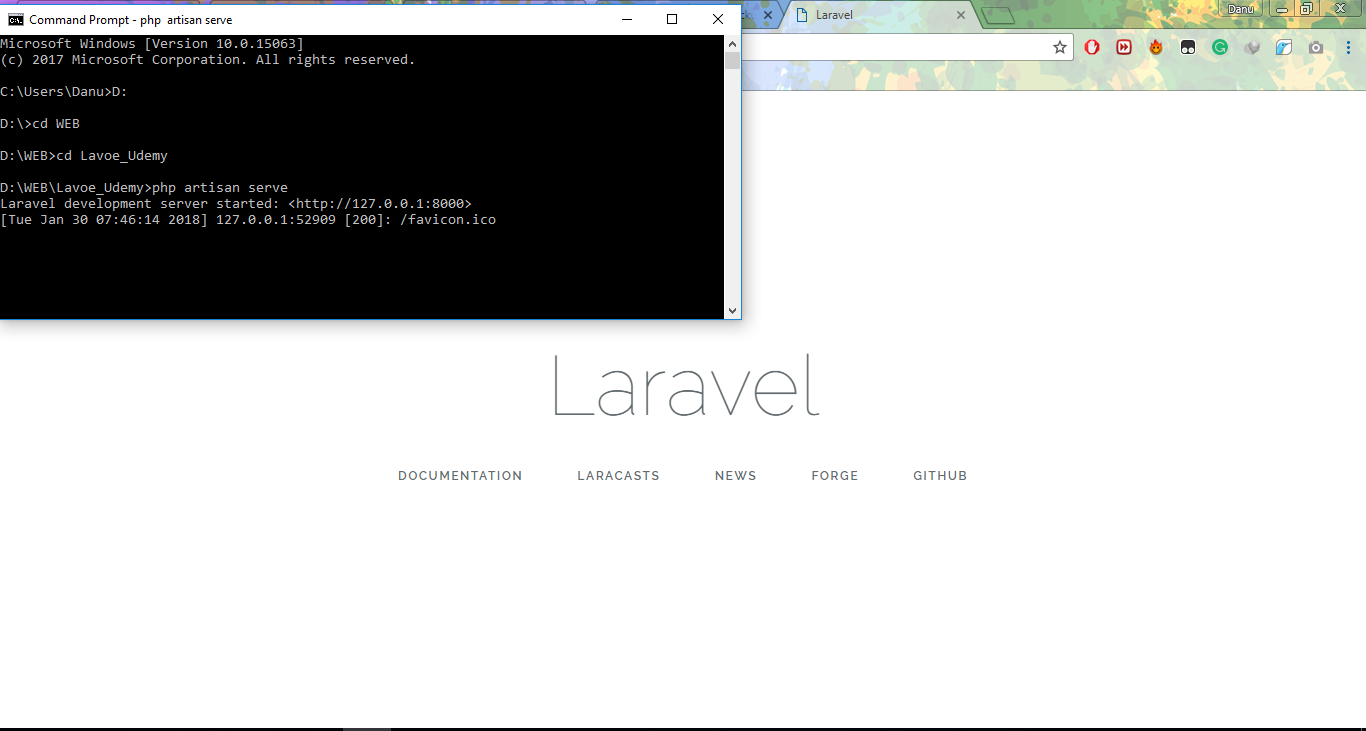 Command Prompt - php  artisan serve
Laravel
Danu
Microsoft Windows [Version 10.0.15063]
(c) 2017 Microsoft Corporation. All rights reserved.
C:\Users\Danu>D:
D:\>cd WEB
D:\WEB>cd Lavoe_Udemy
D:\WEB\Lavoe_Udemy>php artisan serve
Laravel development server started: <http://127.0.0.1:8000>
[Tue Jan 30 07:46:14 2018] 127.0.0.1:52909 [200]: /favicon.ico
Laravel
DOCUMENTATION LARACASTS NEWS FORGE GITHUB